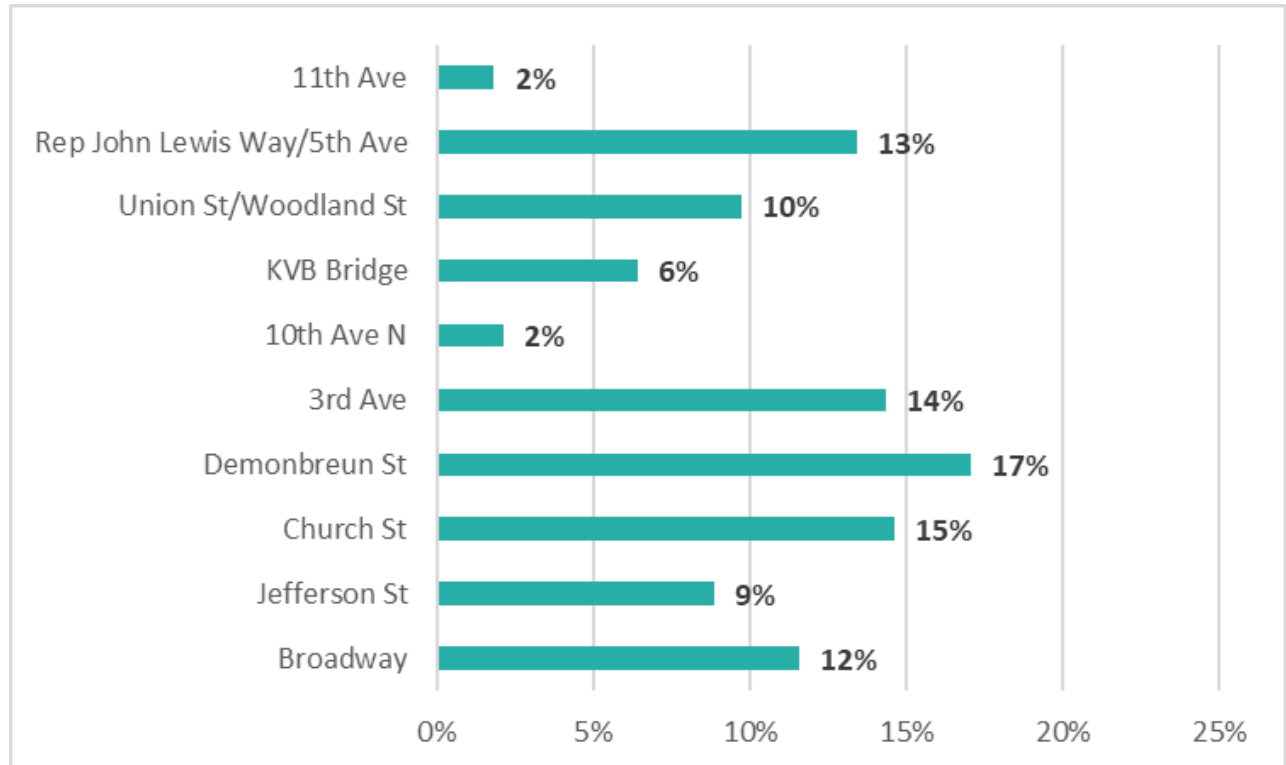 11th Ave 2%
Rep John Lewis Way/5th Ave 13%
Union St/Woodland St 10%
KVB Bridge 6%
10th Ave N 2%
3rd Ave 14%
Demonbreun St 17%
Church St 15%
Jefferson St 9%
Broadway 12%
0% 5% 10% 15% 20% 25%